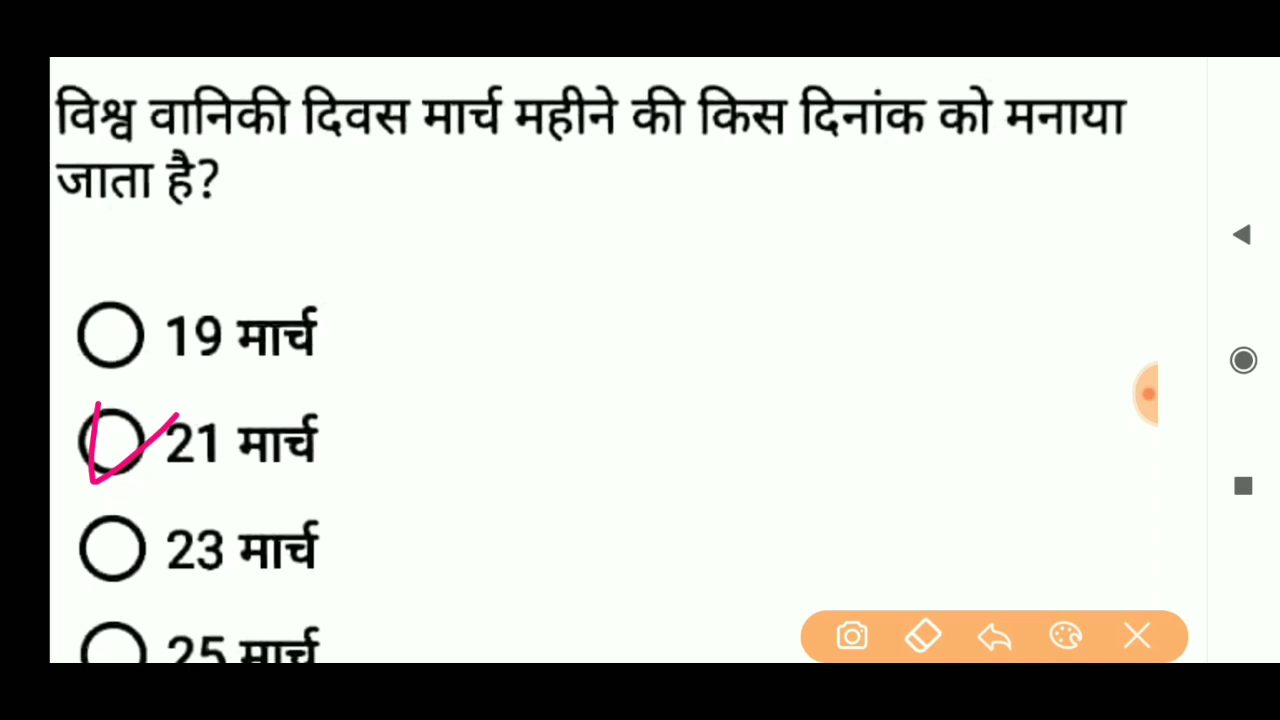 विश्व वानिकी दिवस मार्च महीने की किस दिनांक को मनाया
जाता है?
19 मार्च
21 मार्च
23 मार्च
25 मार्च